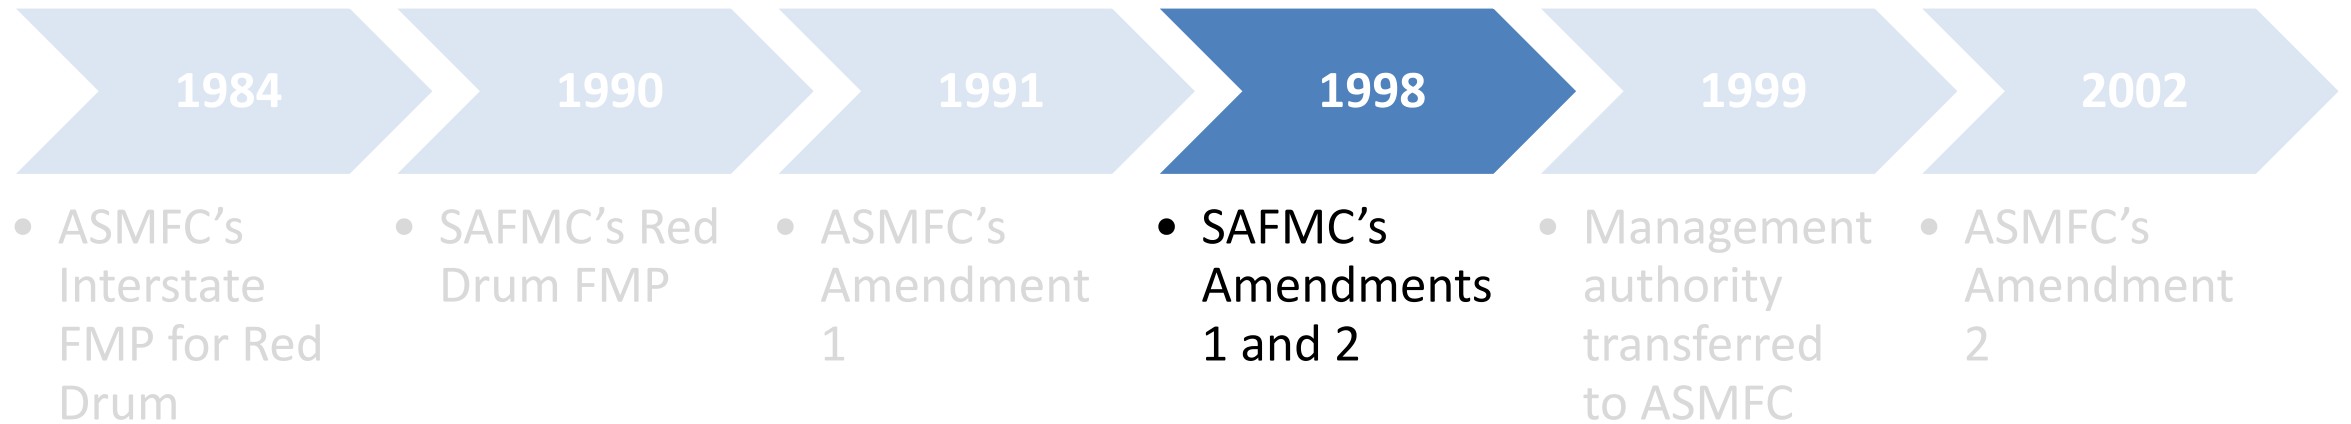 1984
1990
1991
1998
1999
2002
• ASMFC’s
Interstate
FMP for Red
Drum
• SAFMC’s Red
Drum FMP
• ASMFC’s
Amendment
1
• SAFMC’s
Amendments
1 and 2
• Management
authority
transferred
to ASMFC
• ASMFC’s
Amendment
2